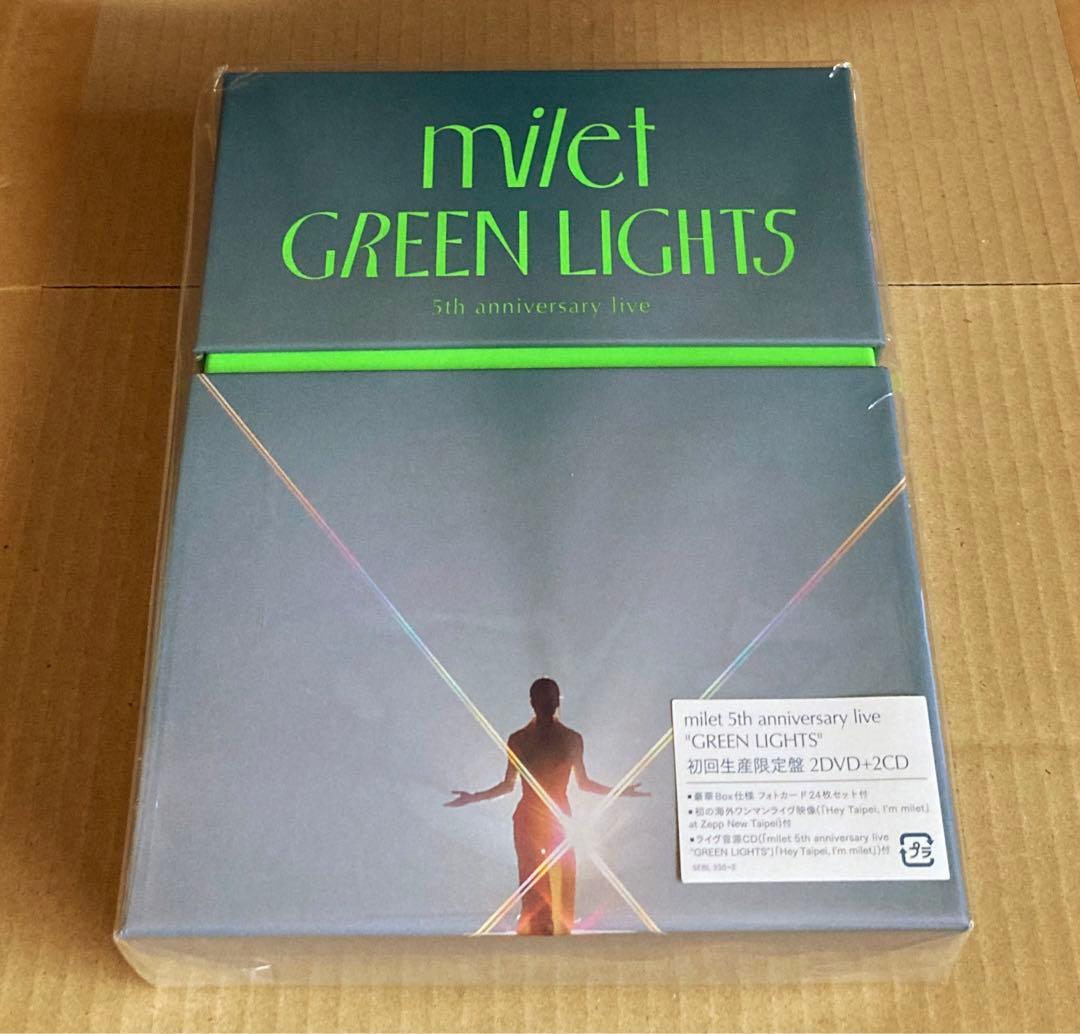 milet
GREEN LIGHTS
5th anniversary live
milet 5th anniversary live
"GREEN LIGHTS"
初回生産限定盤 2DVD+2CD
■豪華Box仕様 フォトカード24枚セット付
■初の海外ワンマンライヴ映像(「Hey Taipei, I'm milet」
at Zepp New Taipei)付
■ライヴ音源CD(「milet 5th anniversary live
"GREEN LIGHTS"」「Hey Taipei, I'm milet」)付
プラ